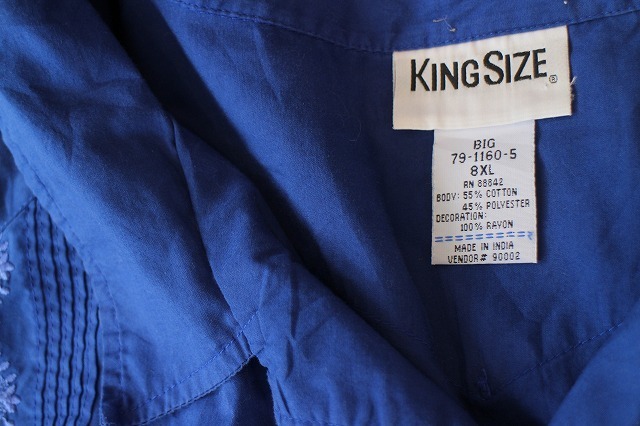 KINGSIZE®
BIG
79-1160-5
8XL
RN 88842
BODY: 55% COTTON
45% POLYESTER
DECORATION:
100% RAYON
MADE IN INDIA
VENDOR# 90002